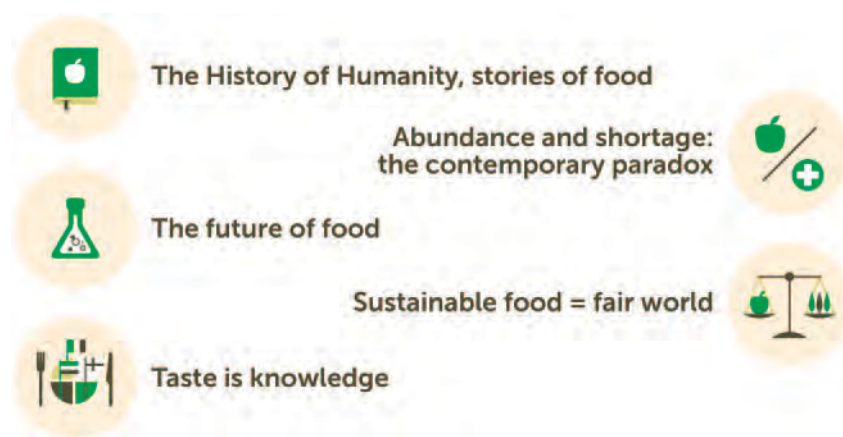 The History of Humanity, stories of food
Abundance and shortage:
the contemporary paradox
The future of food
Sustainable food = fair world
Taste is knowledge